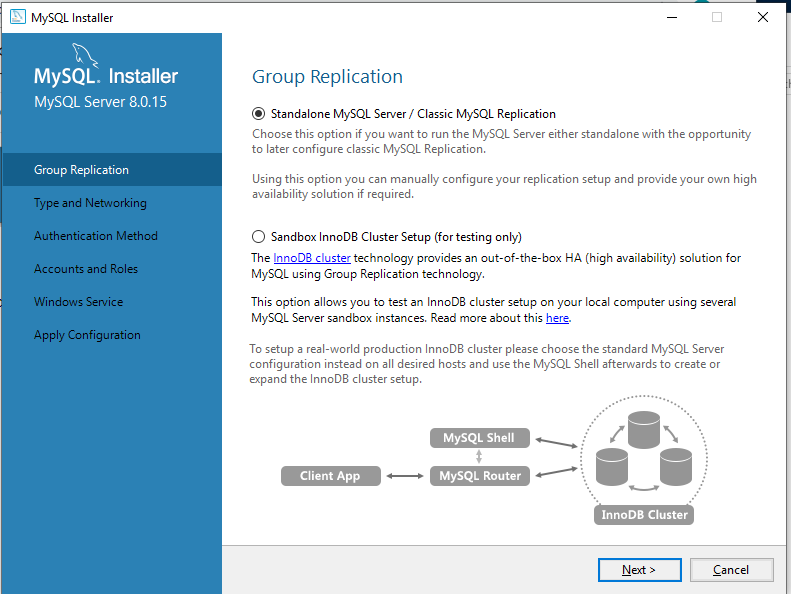 MySQL Installer
MySQL. Installer
MySQL Server 8.0.15
Group Replication
Type and Networking
Authentication Method
Accounts and Roles
Windows Service
Apply Configuration
Group Replication
Standalone MySQL Server / Classic MySQL Replication
Choose this option if you want to run the MySQL Server either standalone with the opportunity
to later configure classic MySQL Replication.
Using this option you can manually configure your replication setup and provide your own high
availability solution if required.
Sandbox InnoDB Cluster Setup (for testing only)
The InnoDB cluster technology provides an out-of-the-box HA (high availability) solution for
MySQL using Group Replication technology.
This option allows you to test an InnoDB cluster setup on your local computer using several
MySQL Server sandbox instances. Read more about this here.
To setup a real-world production InnoDB cluster please choose the standard MySQL Server
configuration instead on all desired hosts and use the MySQL Shell afterwards to create or
expand the InnoDB cluster setup.
MySQL Shell
Client App
MySQL Router
InnoDB Cluster
Next >
Cancel